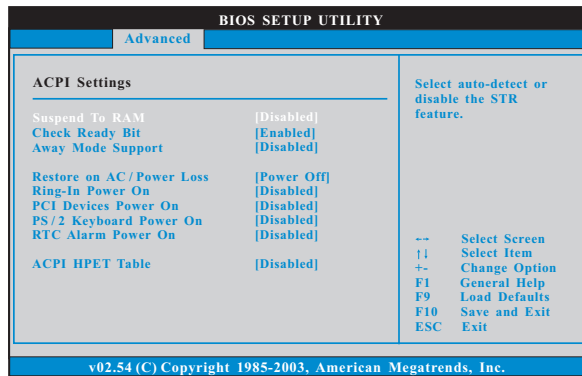 BIOS SETUP UTILITY
Advanced
ACPI Settings
Suspend To RAM [Disabled]
Check Ready Bit [Enabled]
Away Mode Support [Disabled]
Restore on AC / Power Loss [Power Off]
Ring-In Power On [Disabled]
PCI Devices Power On [Disabled]
PS / 2 Keyboard Power On [Disabled]
RTC Alarm Power On [Disabled]
ACPI HPET Table [Disabled]
Select auto-detect or
disable the STR
feature.
←→ Select Screen
↑↓ Select Item
+- Change Option
F1 General Help
F9 Load Defaults
F10 Save and Exit
ESC Exit
v02.54 (C) Copyright 1985-2003, American Megatrends, Inc.